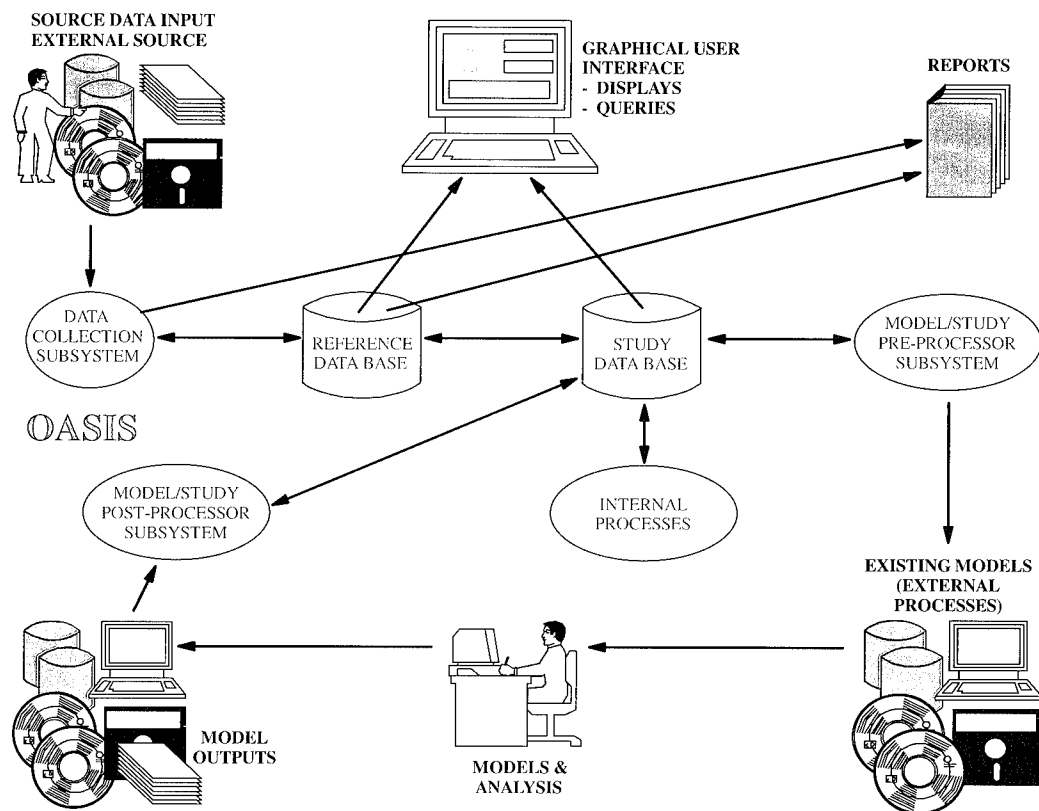 SOURCE DATA INPUT
EXTERNAL SOURCE
GRAPHICAL USER
INTERFACE
- DISPLAYS
- QUERIES
REPORTS
DATA
COLLECTION
SUBSYSTEM
REFERENCE
DATA BASE
STUDY
DATA BASE
MODEL/STUDY
PRE-PROCESSOR
SUBSYSTEM
OASIS
MODEL/STUDY
POST-PROCESSOR
SUBSYSTEM
INTERNAL
PROCESSES
EXISTING MODELS
(EXTERNAL
PROCESSES)
MODEL
OUTPUTS
MODELS &
ANALYSIS